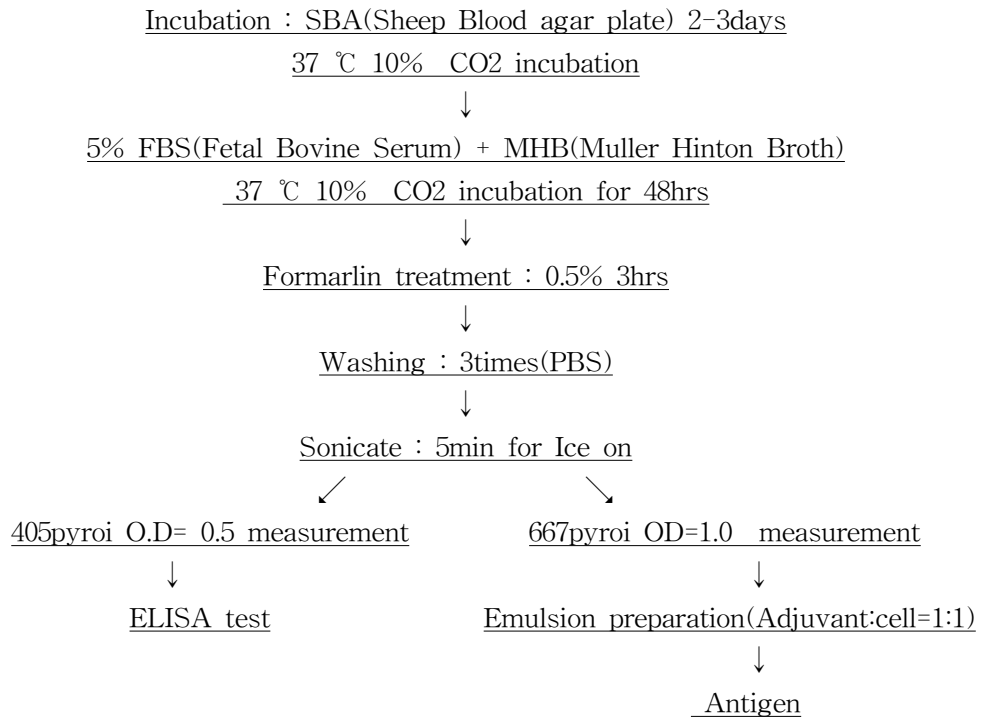 Incubation : SBA(Sheep Blood agar plate) 2-3days
37 ℃ 10% CO2 incubation
↓
5% FBS(Fetal Bovine Serum) + MHB(Muller Hinton Broth)
37 ℃ 10% CO2 incubation for 48hrs
↓
Formarlin treatment : 0.5% 3hrs
↓
Washing : 3times(PBS)
↓
Sonicate : 5min for Ice on
↙ ↘
405pyroi O.D= 0.5 measurement 667pyroi OD=1.0 measurement
↓ ↓
ELISA test Emulsion preparation(Adjuvant:cell=1:1)
↓
Antigen